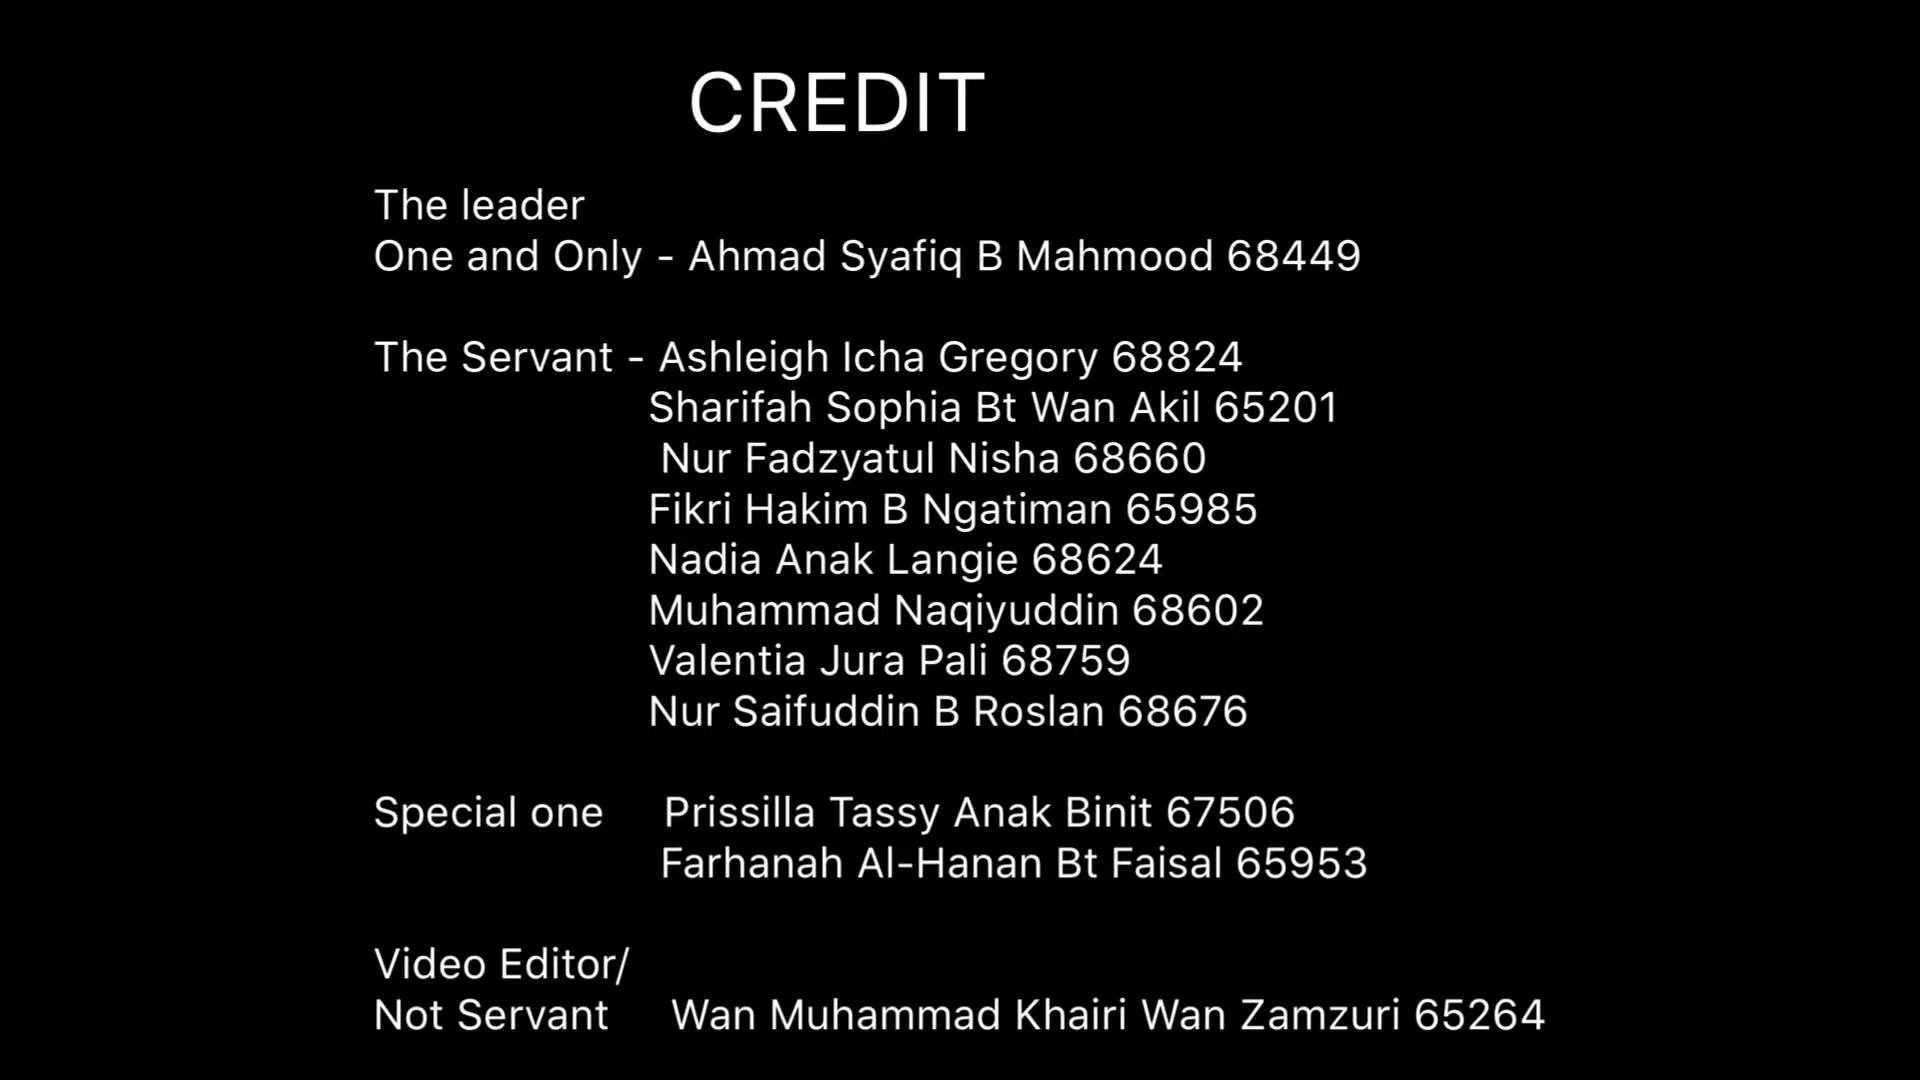 CREDIT
The leader
One and Only - Ahmad Syafiq B Mahmood 68449
The Servant - Ashleigh Icha Gregory 68824
Sharifah Sophia Bt Wan Akil 65201
Nur Fadzyatul Nisha 68660
Fikri Hakim B Ngatiman 65985
Nadia Anak Langie 68624
Muhammad Naqiyuddin 68602
Valentia Jura Pali 68759
Nur Saifuddin B Roslan 68676
Special one Prissilla Tassy Anak Binit 67506
Farhanah Al-Hanan Bt Faisal 65953
Video Editor/
Not Servant Wan Muhammad Khairi Wan Zamzuri 65264